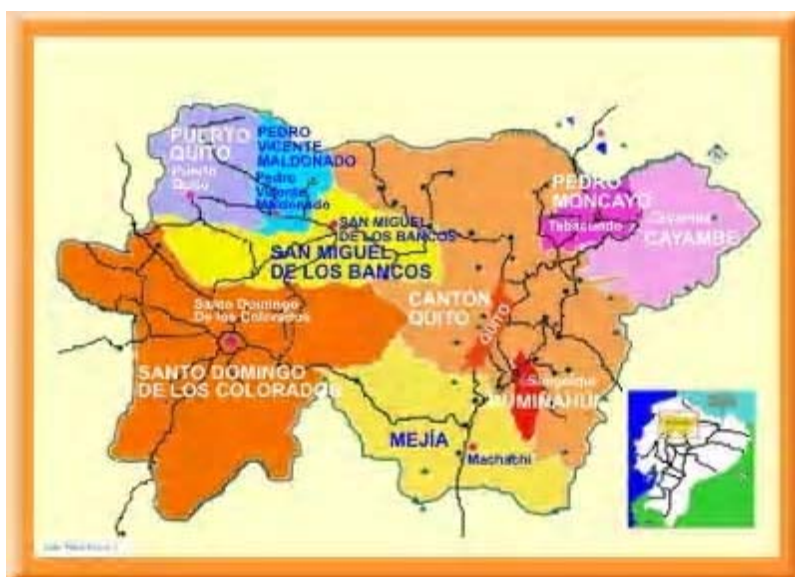 PUERTO
QUITO
Puerto
Quito
PEDRO
VICENTE
MALDONADO
Pedro
Vicente
Maldonado
SAN MIGUEL
DE LOS BANCOS
SAN MIGUEL
DE LOS BANCOS
PEDRO
MONCAYO
Tabacundo
Cayambe
CAYAMBE
Santo Domingo
De los Colorados
SANTO DOMINGO
DE LOS COLORADOS
CANTÓN
QUITO
QUITO
Sangolquí
RUMIÑAHUI
MEJÍA
Machachi